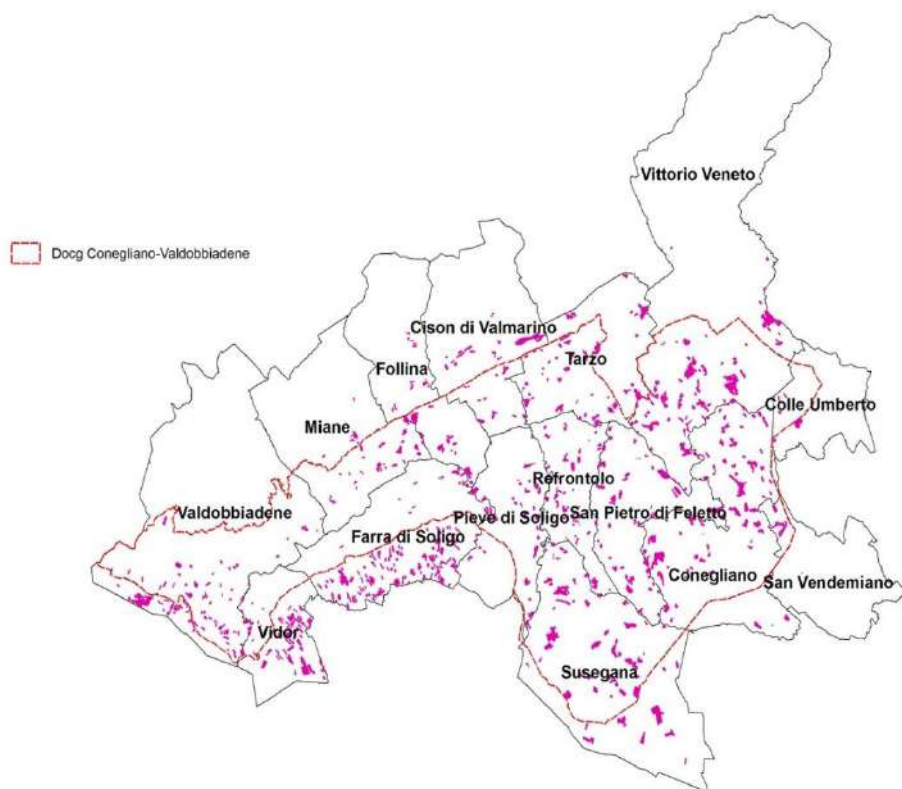 Vittorio Veneto
Docg Conegliano-Valdobbiadene
Cison di Valmarino
Follina
Tarzo
Colle Umberto
Miane
Refrontolo
Valdobbiadene
Pieve di Soligo
San Pietro di Feletto
Farra di Soligo
Conegliano
San Vendemiano
Vidor
Susegana